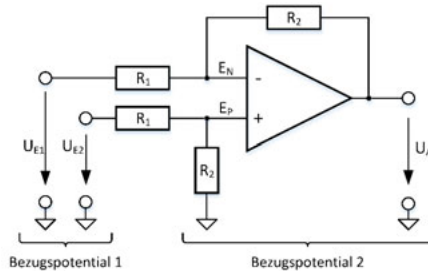 R2
R1
EN
-
R1
EP
+
UE1
UE2
R2
Bezugspotential 1
Bezugspotential 2